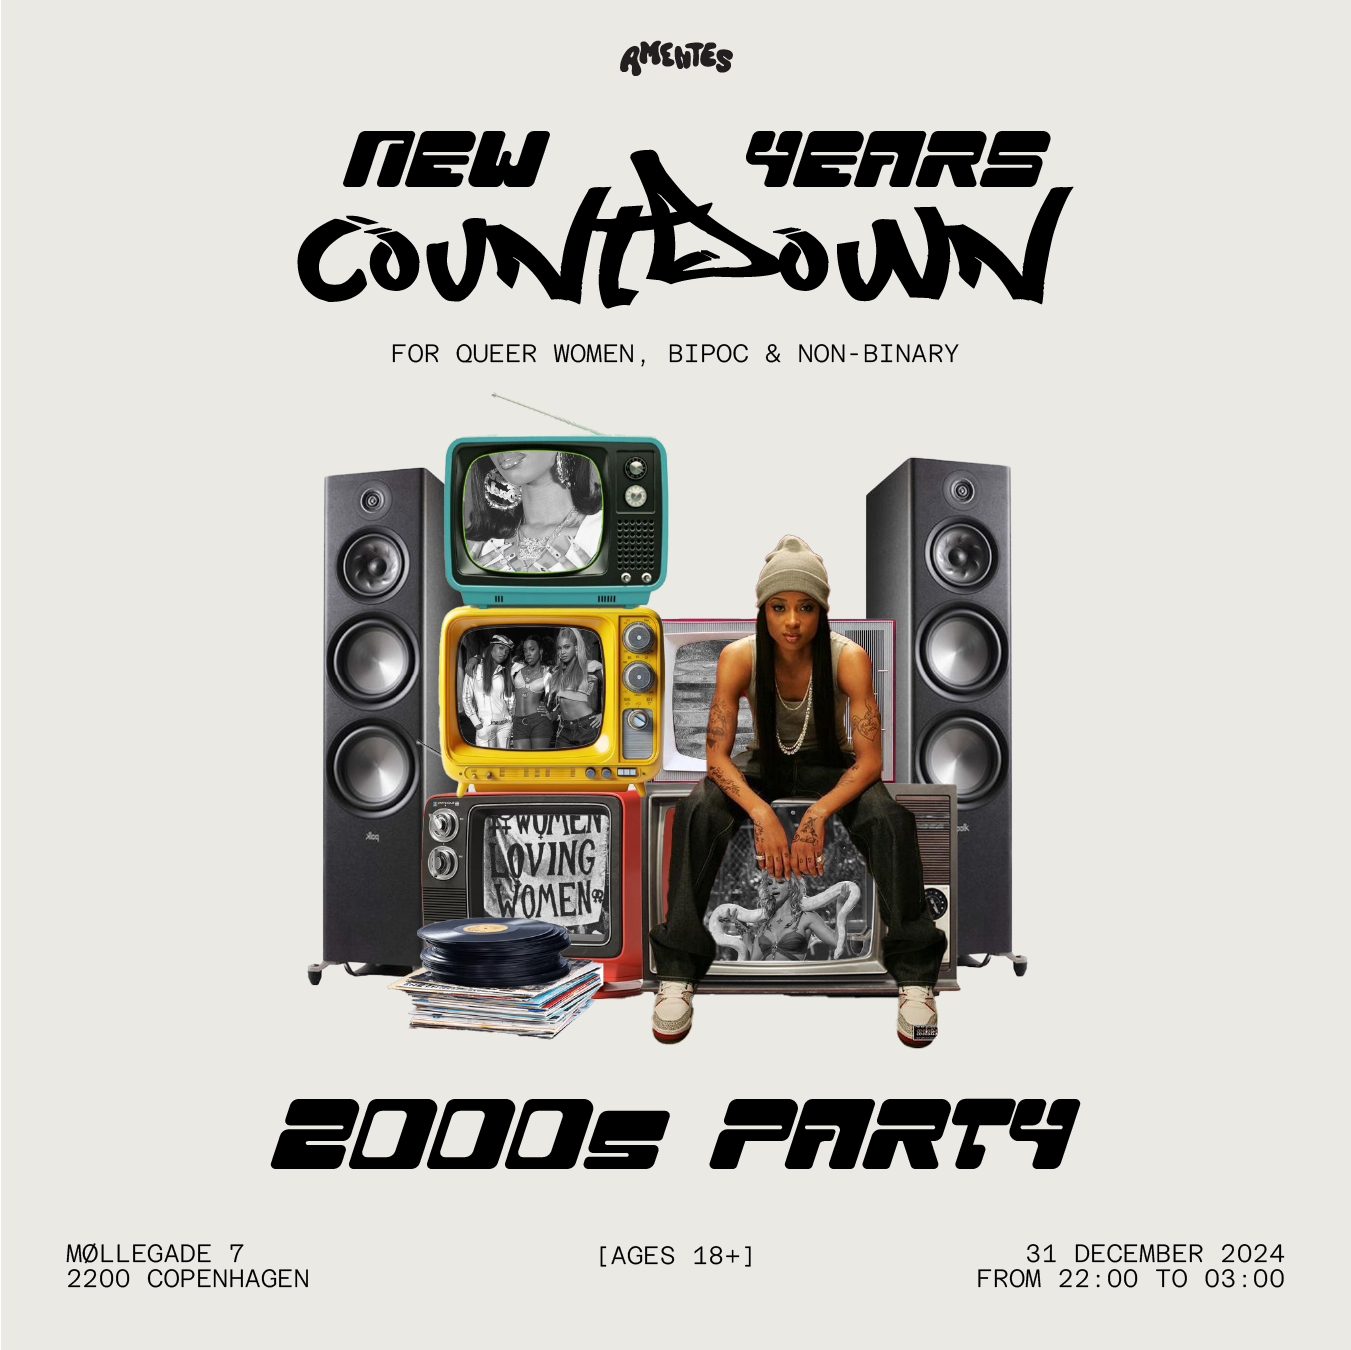 AMENTES
NEW YEARS
COUNTDOWN
FOR QUEER WOMEN, BIPOC & NON-BINARY
WOMEN
LOVING
WOMEN
polk
2000s PARTY
MØLLEGADE 7
2200 COPENHAGEN
[AGES 18+]
31 DECEMBER 2024
FROM 22:00 TO 03:00